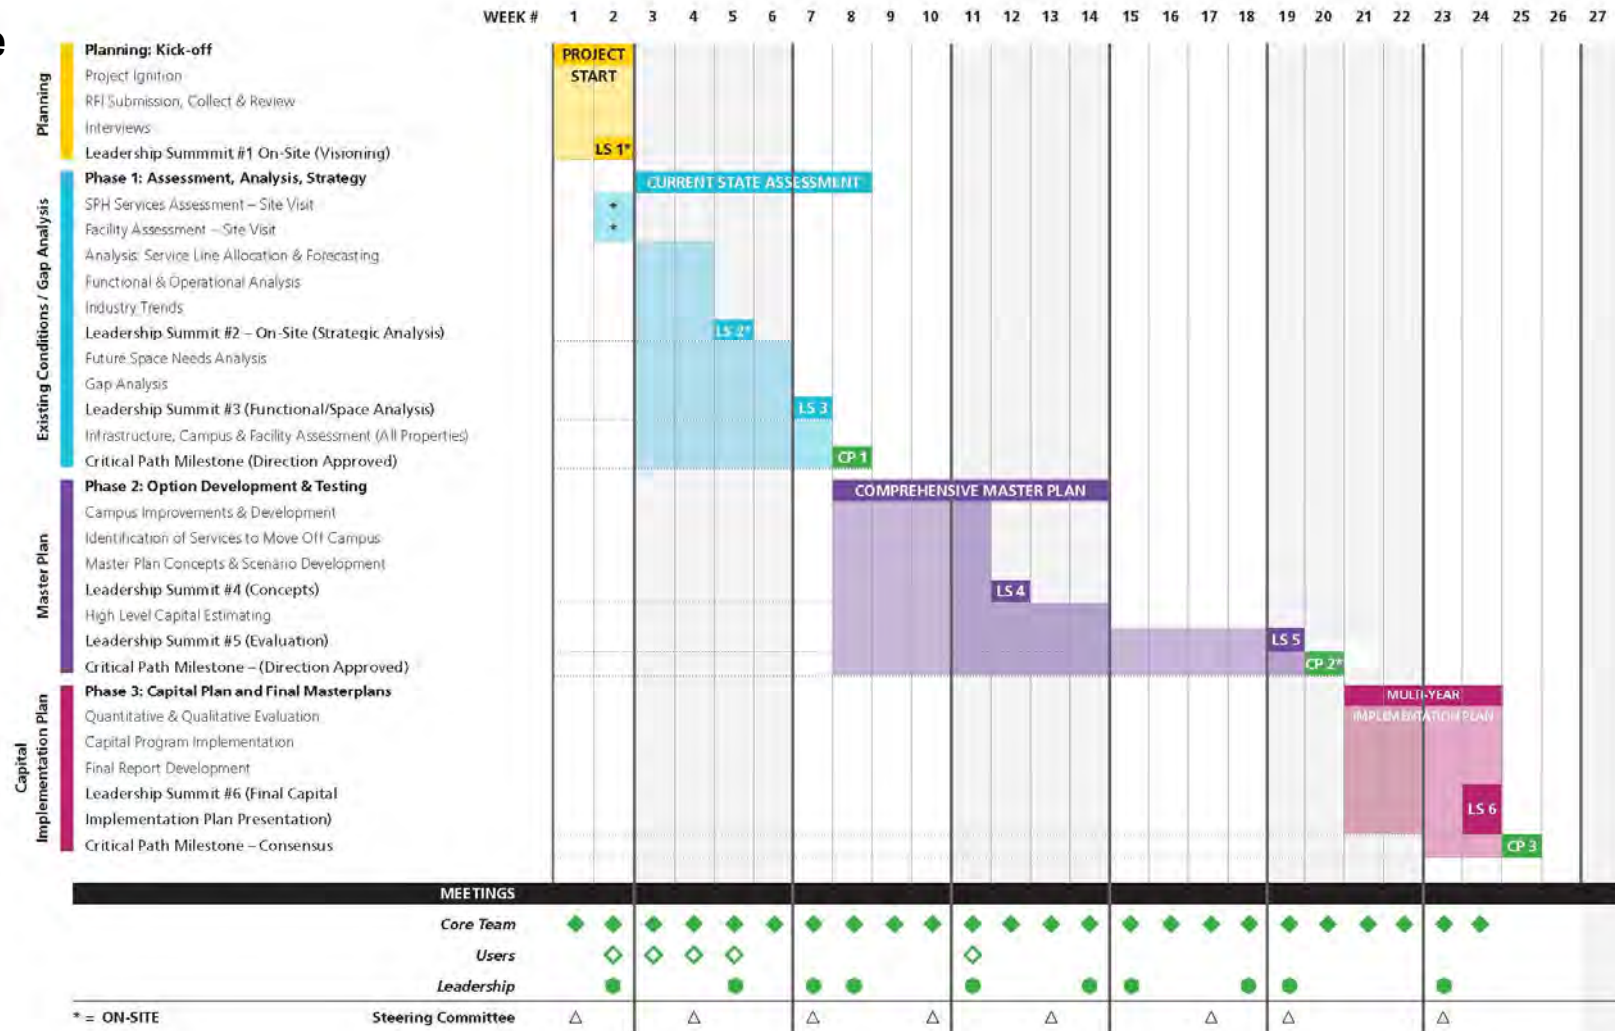 e
WEEK # 1 2 3 4 5 6 7 8 9 10 11 12 13 14 15 16 17 18 19 20 21 22 23 24 25 26 27
Planning
Planning: Kick-off
PROJECT
Project Ignition
START
RFI Submission, Collect & Review
Interviews
Leadership Summmit #1 On-Site (Visioning)
LS 1*
Existing Conditions / Gap Analysis
Phase 1: Assessment, Analysis, Strategy
CURRENT STATE ASSESSMENT
SPH Services Assessment – Site Visit
*
Facility Assessment – Site Visit
*
Analysis: Service Line Allocation & Forecasting
Functional & Operational Analysis
Industry Trends
Leadership Summit #2 – On-Site (Strategic Analysis)
LS 2*
Future Space Needs Analysis
Gap Analysis
Leadership Summit #3 (Functional/Space Analysis)
LS 3
Infrastructure, Campus & Facility Assessment (All Properties)
Critical Path Milestone (Direction Approved)
CP 1
Master Plan
Phase 2: Option Development & Testing
COMPREHENSIVE MASTER PLAN
Campus Improvements & Development
Identification of Services to Move Off Campus
Master Plan Concepts & Scenario Development
Leadership Summit #4 (Concepts)
LS 4
High Level Capital Estimating
Leadership Summit #5 (Evaluation)
LS 5
Critical Path Milestone – (Direction Approved)
CP 2*
Capital
Implementation Plan
Phase 3: Capital Plan and Final Masterplans
MULTI-YEAR
Quantitative & Qualitative Evaluation
IMPLEMENTATION PLAN
Capital Program Implementation
Final Report Development
Leadership Summit #6 (Final Capital
Implementation Plan Presentation)
LS 6
Critical Path Milestone – Consensus
CP 3
MEETINGS
Core Team
Users
Leadership
* = ON-SITE
Steering Committee